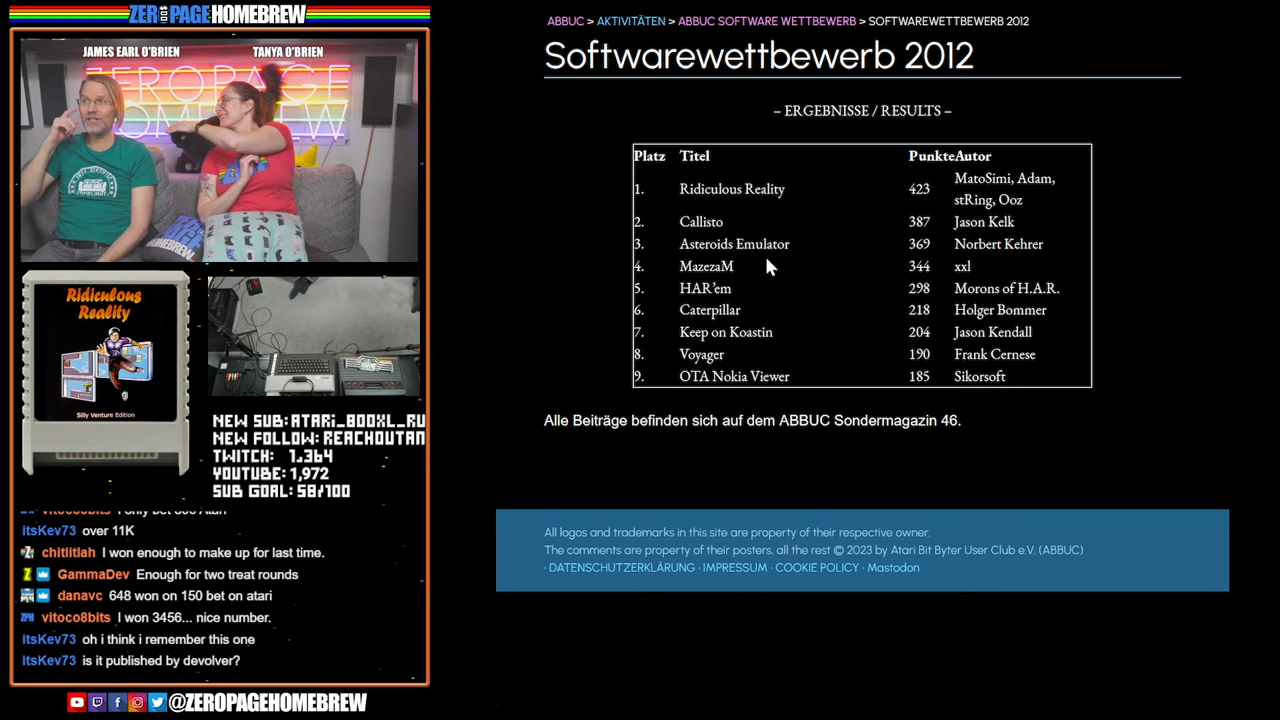 ZEROPAGE HOMEBREW
JAMES EARL O'BRIEN
TANYA O'BRIEN
ZEROPAGE
HOMEBREW
Ridiculous
Reality
Silly Venture Edition
NEW SUB: ATARI_800XL_RU
NEW FOLLOW: REACHOUTAN
TWITCH: 1,364
YOUTUBE: 1,972
SUB GOAL: 58/100
itsKev73 over 11K
chitlitlah I won enough to make up for last time.
GammaDev Enough for two treat rounds
danavc 648 won on 150 bet on atari
vitoco8bits I won 3456... nice number.
itsKev73 oh i think i remember this one
itsKev73 is it published by devolver?
@ZEROPAGEHOMEBREW
ABBUC > AKTIVITÄTEN > ABBUC SOFTWARE WETTBEWERB > SOFTWAREWETTBEWERB 2012
Softwarewettbewerb 2012
– ERGEBNISSE / RESULTS –
Platz Titel Punkte Autor
1. Ridiculous Reality 423 MatoSimi, Adam,
stRing, Ooz
2. Callisto 387 Jason Kelk
3. Asteroids Emulator 369 Norbert Kehrer
4. MazezaM 344 xxl
5. HAR'em 298 Morons of H.A.R.
6. Caterpillar 218 Holger Bommer
7. Keep on Koastin 204 Jason Kendall
8. Voyager 190 Frank Cernese
9. OTA Nokia Viewer 185 Sikorsoft
Alle Beiträge befinden sich auf dem ABBUC Sondermagazin 46.
All logos and trademarks in this site are property of their respective owner.
The comments are property of their posters, all the rest © 2023 by Atari Bit Byter User Club e.V. (ABBUC)
· DATENSCHUTZERKLÄRUNG · IMPRESSUM · COOKIE POLICY · Mastodon